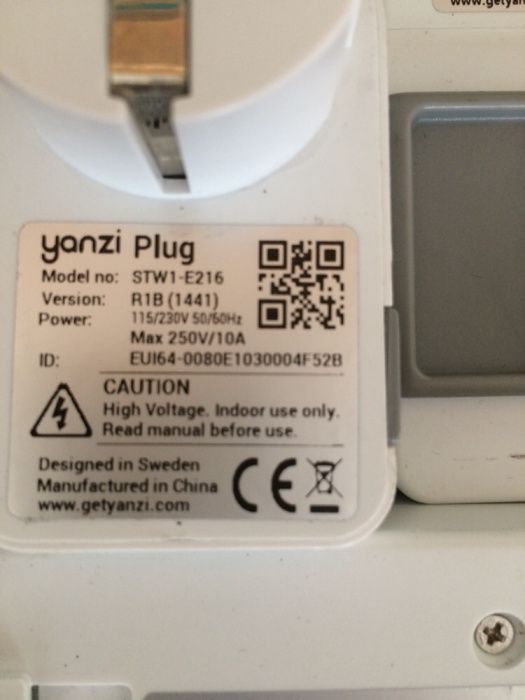 www.getyan
yanzi Plug
Model no: STW1-E216
Version: R1B (1441)
Power: 115/230V 50/60Hz
Max 250V/10A
ID: EUI64-0080E1030004F52B
CAUTION
High Voltage. Indoor use only.
Read manual before use.
Designed in Sweden
Manufactured in China
www.getyanzi.com
CE